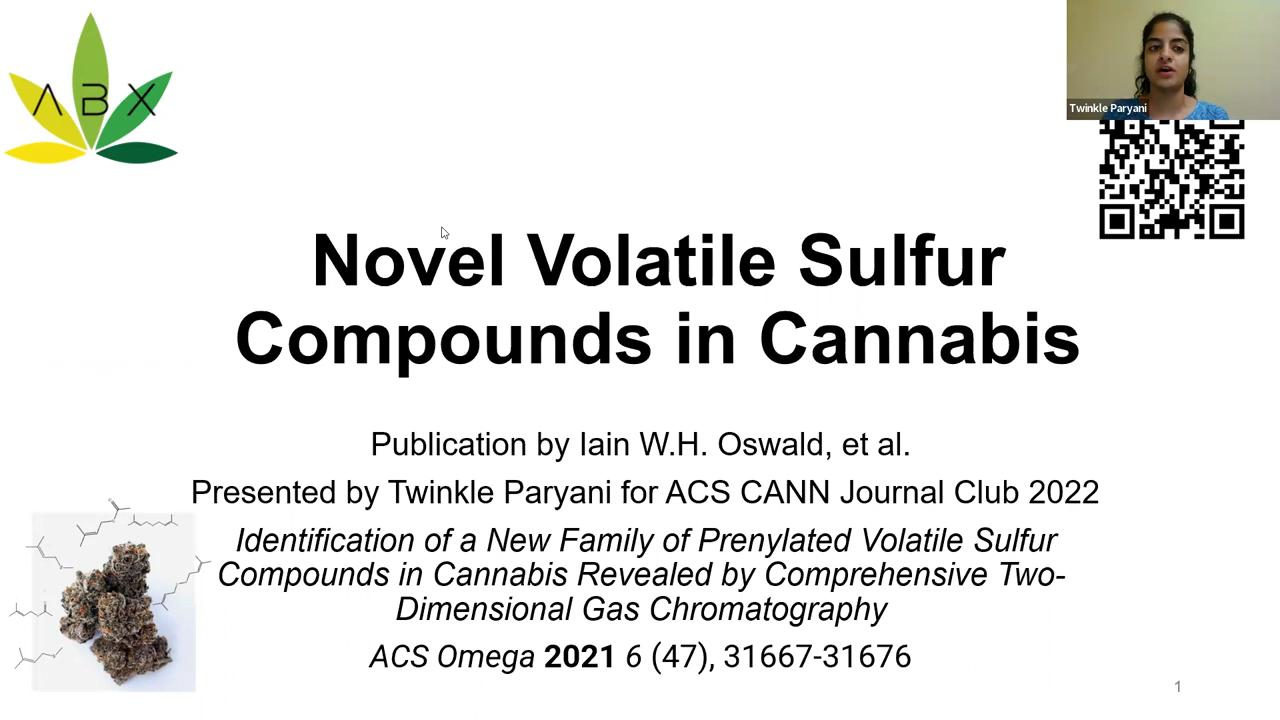 ABX
Twinkle Paryani
Novel Volatile Sulfur
Compounds in Cannabis
Publication by Iain W.H. Oswald, et al.
Presented by Twinkle Paryani for ACS CANN Journal Club 2022
Identification of a New Family of Prenylated Volatile Sulfur
Compounds in Cannabis Revealed by Comprehensive Two-
Dimensional Gas Chromatography
ACS Omega 2021 6 (47), 31667-31676
1